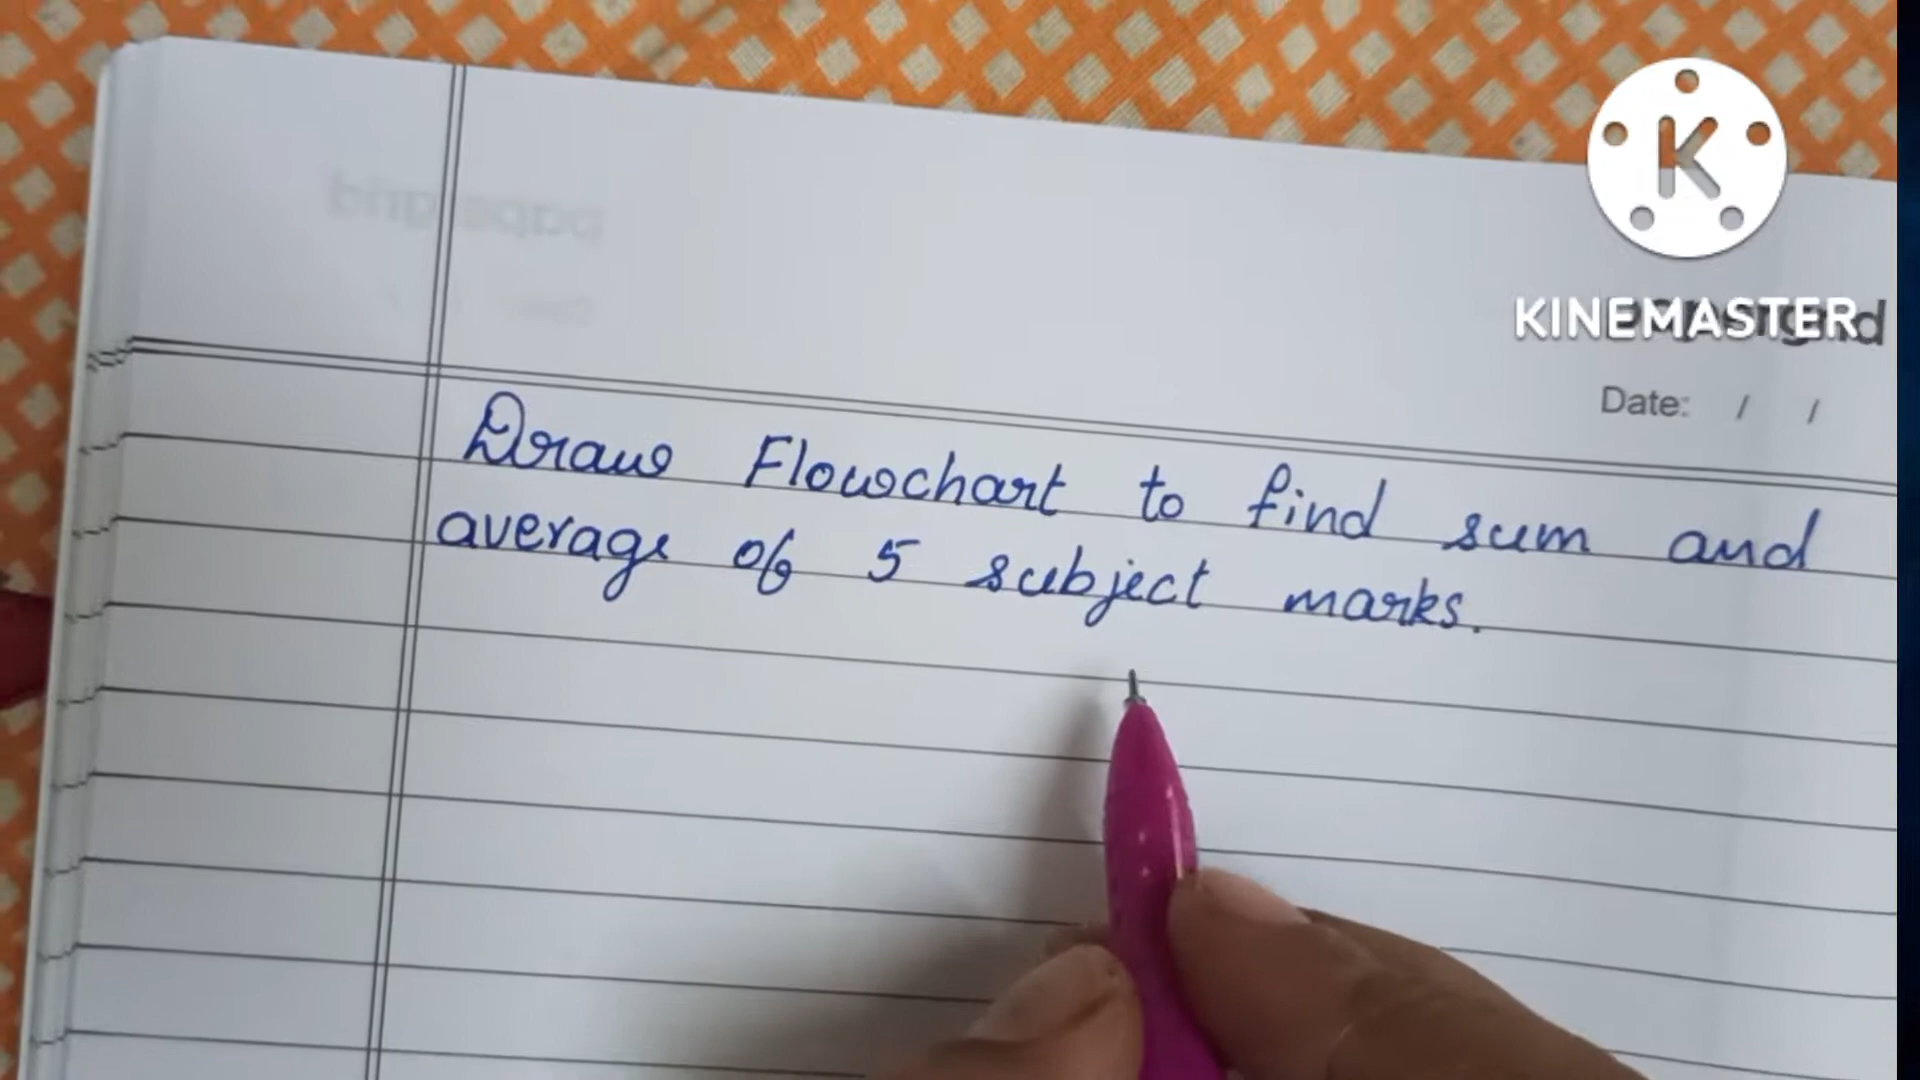 KINEMASTER
Date: / /
Draw Flowchart to find sum and
average of 5 subject marks.